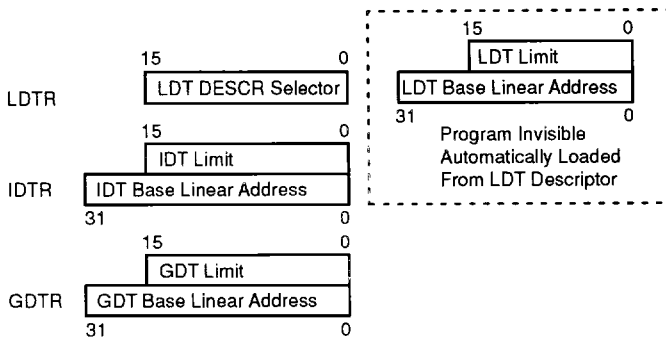 15 0
LDTR LDT DESCR Selector
15 0
IDT Limit
IDTR IDT Base Linear Address
31 0
15 0
GDT Limit
GDTR GDT Base Linear Address
31 0
15 0
LDT Limit
LDT Base Linear Address
31 0
Program Invisible
Automatically Loaded
From LDT Descriptor